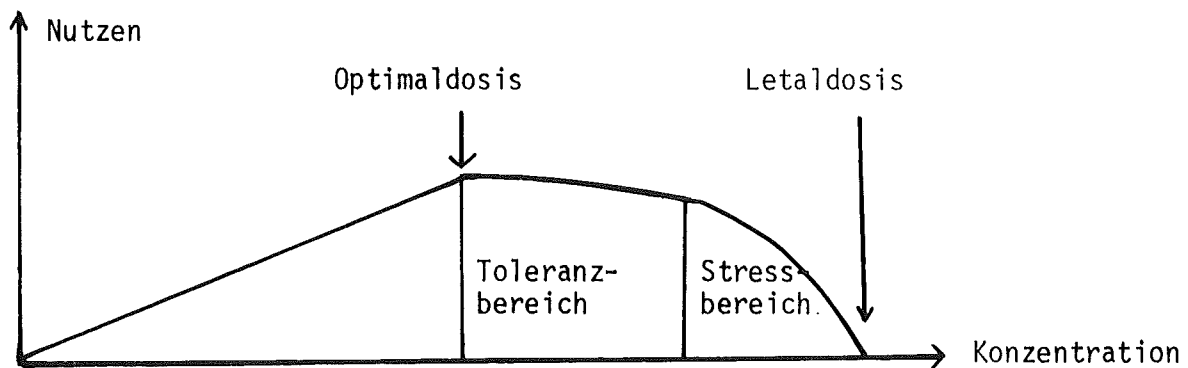 Nutzen
Optimaldosis
Letaldosis
Toleranz-
bereich
Stress-
bereich.
Konzentration